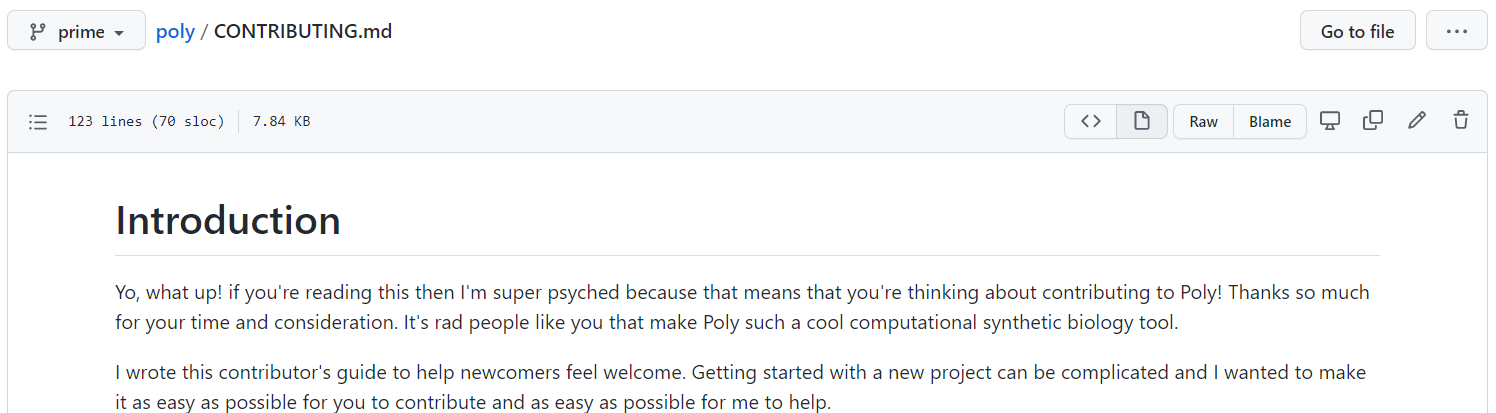 prime
poly / CONTRIBUTING.md
Go to file
123 lines (70 sloc)
7.84 KB
Raw
Blame
Introduction
Yo, what up! if you're reading this then I'm super psyched because that means that you're thinking about contributing to Poly! Thanks so much
for your time and consideration. It's rad people like you that make Poly such a cool computational synthetic biology tool.
I wrote this contributor's guide to help newcomers feel welcome. Getting started with a new project can be complicated and I wanted to make
it as easy as possible for you to contribute and as easy as possible for me to help.